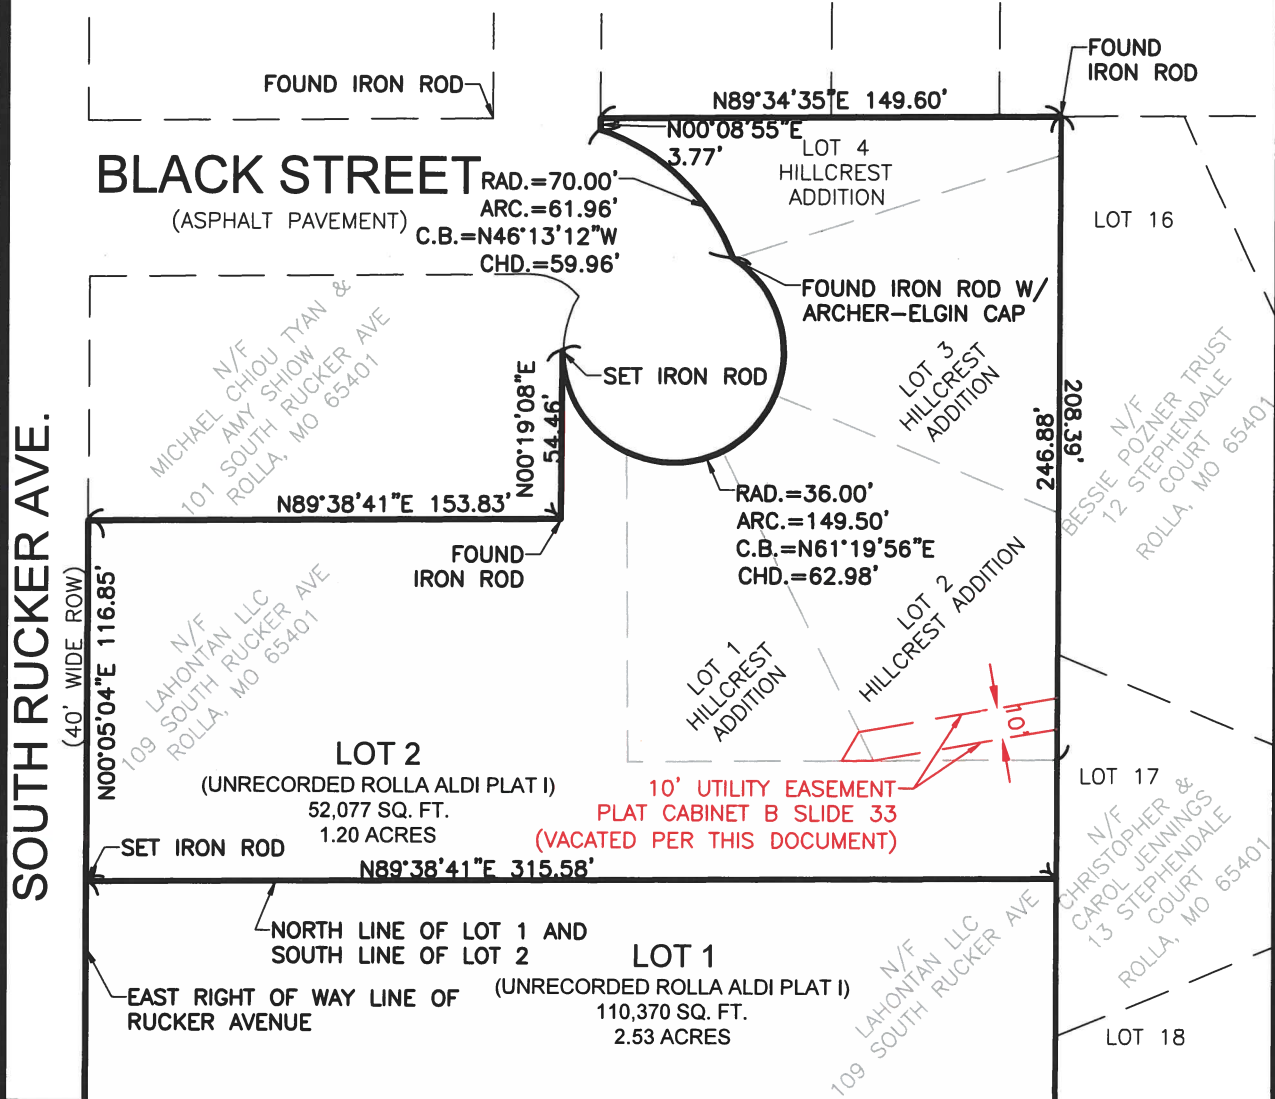 FOUND IRON ROD
FOUND
IRON ROD
N89°34'35"E 149.60'
N00°08'55"E
3.77'
LOT 4
HILLCREST
ADDITION
BLACK STREET
(ASPHALT PAVEMENT)
RAD.=70.00'
ARC.=61.96'
C.B.=N46°13'12"W
CHD.=59.96'
LOT 16
FOUND IRON ROD W/
ARCHER-ELGIN CAP
N/F
MICHAEL CHIOU TYAN &
AMY SHIOW
101 SOUTH RUCKER AVE
ROLLA, MO 65401
SET IRON ROD
N00°19'08"E
54.46'
LOT 3
HILLCREST
ADDITION
208.39'
246.88'
N/F
BESSIE POZNER TRUST
12 STEPHENDALE
COURT
ROLLA, MO 65401
N89°38'41"E 153.83'
FOUND
IRON ROD
RAD.=36.00'
ARC.=149.50'
C.B.=N61°19'56"E
CHD.=62.98'
SOUTH RUCKER AVE.
(40' WIDE ROW)
N00°05'04"E 116.85'
N/F
LAHONTAN LLC
109 SOUTH RUCKER AVE
ROLLA, MO 65401
LOT 2
HILLCREST ADDITION
LOT 1
HILLCREST
ADDITION
10'
LOT 2
(UNRECORDED ROLLA ALDI PLAT I)
52,077 SQ. FT.
1.20 ACRES
10' UTILITY EASEMENT
PLAT CABINET B SLIDE 33
(VACATED PER THIS DOCUMENT)
LOT 17
N/F
CHRISTOPHER &
CAROL JENNINGS
13 STEPHENDALE
COURT
ROLLA, MO 65401
SET IRON ROD
N89°38'41"E 315.58'
NORTH LINE OF LOT 1 AND
SOUTH LINE OF LOT 2
EAST RIGHT OF WAY LINE OF
RUCKER AVENUE
LOT 1
(UNRECORDED ROLLA ALDI PLAT I)
110,370 SQ. FT.
2.53 ACRES
N/F
LAHONTAN LLC
109 SOUTH RUCKER AVE
LOT 18